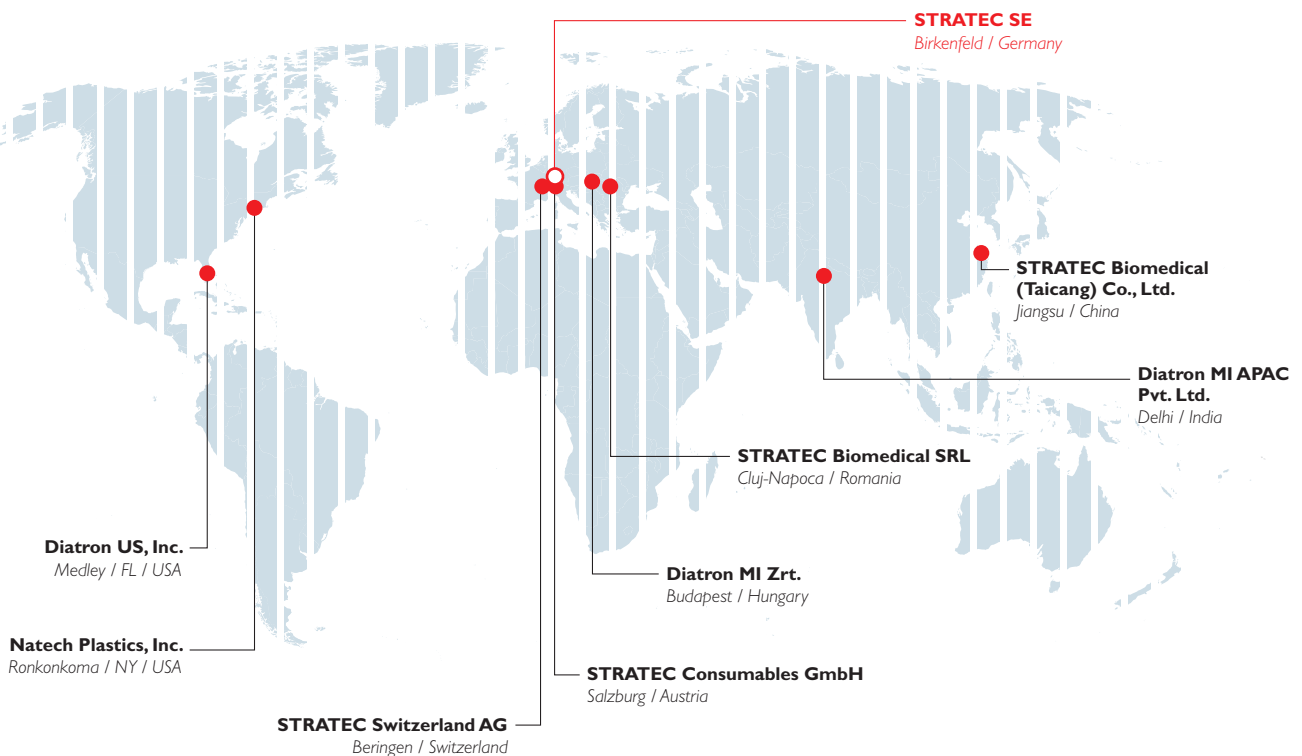 STRATEC SE
Birkenfeld / Germany
STRATEC Biomedical
(Taicang) Co., Ltd.
Jiangsu / China
Diatron MI APAC
Pvt. Ltd.
Delhi / India
STRATEC Biomedical SRL
Cluj-Napoca / Romania
Diatron US, Inc.
Medley / FL / USA
Diatron MI Zrt.
Budapest / Hungary
Natech Plastics, Inc.
Ronkonkoma / NY / USA
STRATEC Consumables GmbH
Salzburg / Austria
STRATEC Switzerland AG
Beringen / Switzerland